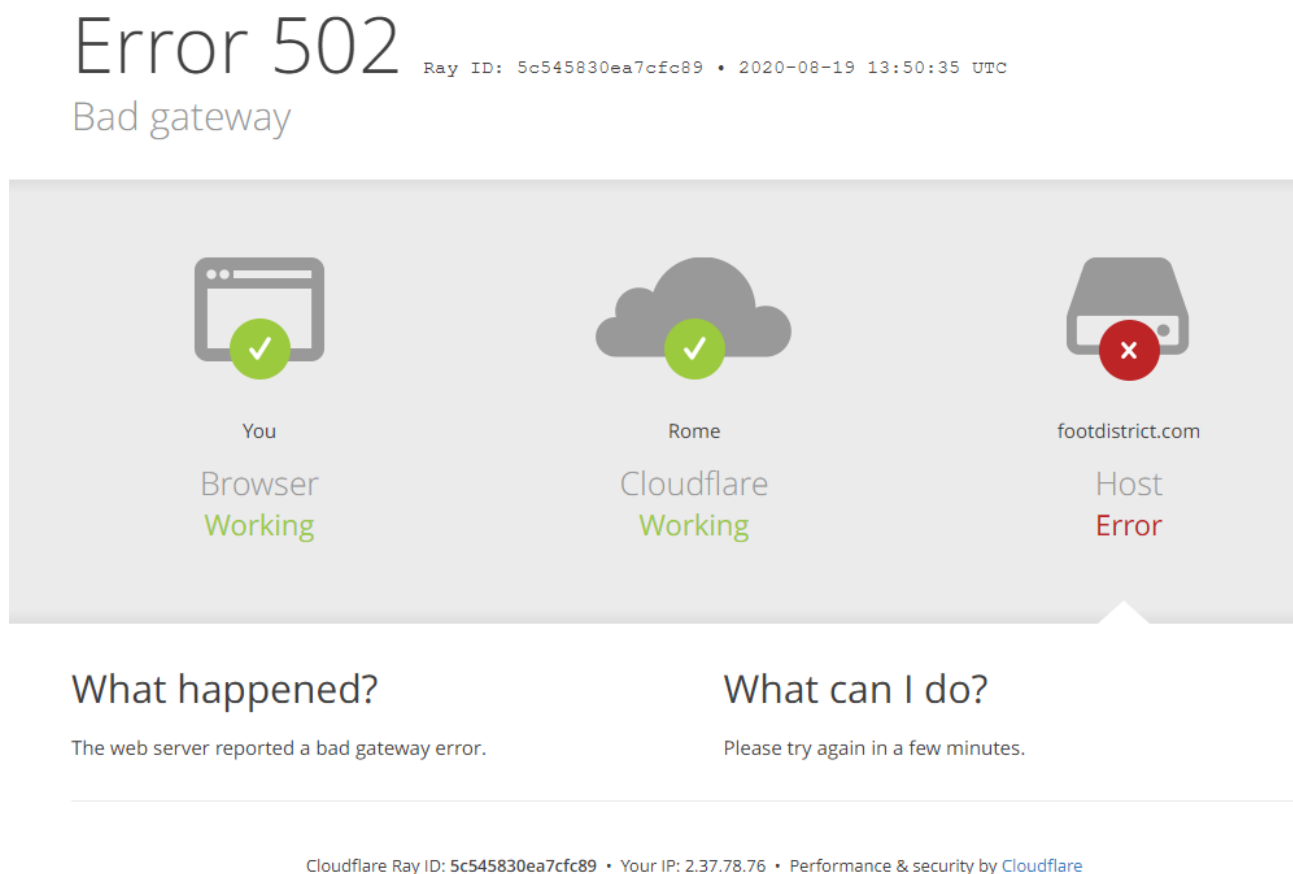 Error 502 Ray ID: 5c545830ea7cfc89 • 2020-08-19 13:50:35 UTC
Bad gateway
You
Browser
Working
Rome
Cloudflare
Working
footdistrict.com
Host
Error
What happened?
The web server reported a bad gateway error.
What can I do?
Please try again in a few minutes.
Cloudflare Ray ID: 5c545830ea7cfc89 • Your IP: 2.37.78.76 • Performance & security by Cloudflare